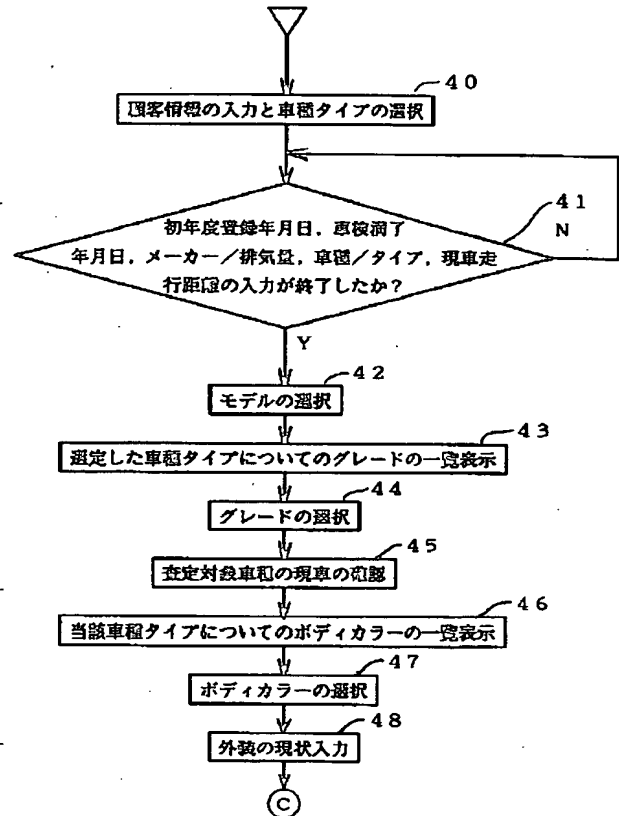 40
顧客情報の入力と車種タイプの選択
41
N
初年度登録年月日，車検満了
年月日，メーカー／排気量，車種／タイプ，現車走
行距離の入力が終了したか？
Y
42
モデルの選択
43
選定した車種タイプについてのグレードの一覧表示
44
グレードの選択
45
査定対象車種の現車の確認
46
当該車種タイプについてのボディカラーの一覧表示
47
ボディカラーの選択
48
外装の現状入力
C